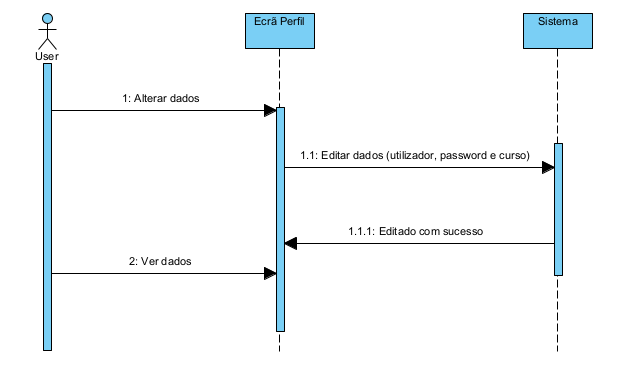 Ecrã Perfil
Sistema
User
1: Alterar dados
1.1: Editar dados (utilizador, password e curso)
1.1.1: Editado com sucesso
2: Ver dados